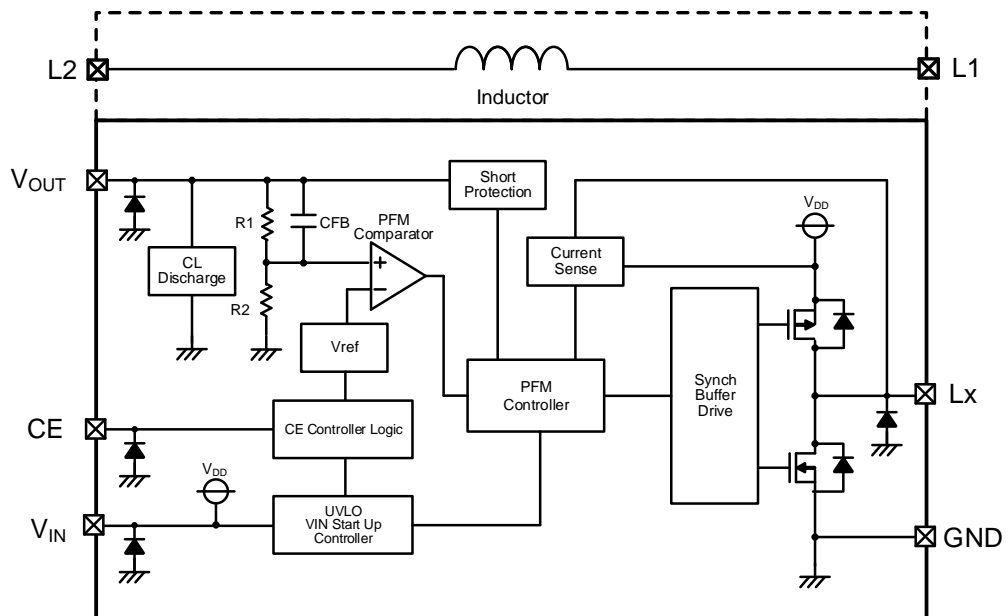 L2
L1
Inductor
VOUT
Short
Protection
R1
CFB
PFM
Comparator
VDD
CL
Discharge
Current
Sense
+
−
R2
Vref
Synch
Buffer
Drive
PFM
Controller
Lx
CE
CE Controller Logic
VDD
VIN
UVLO
VIN Start Up
Controller
GND